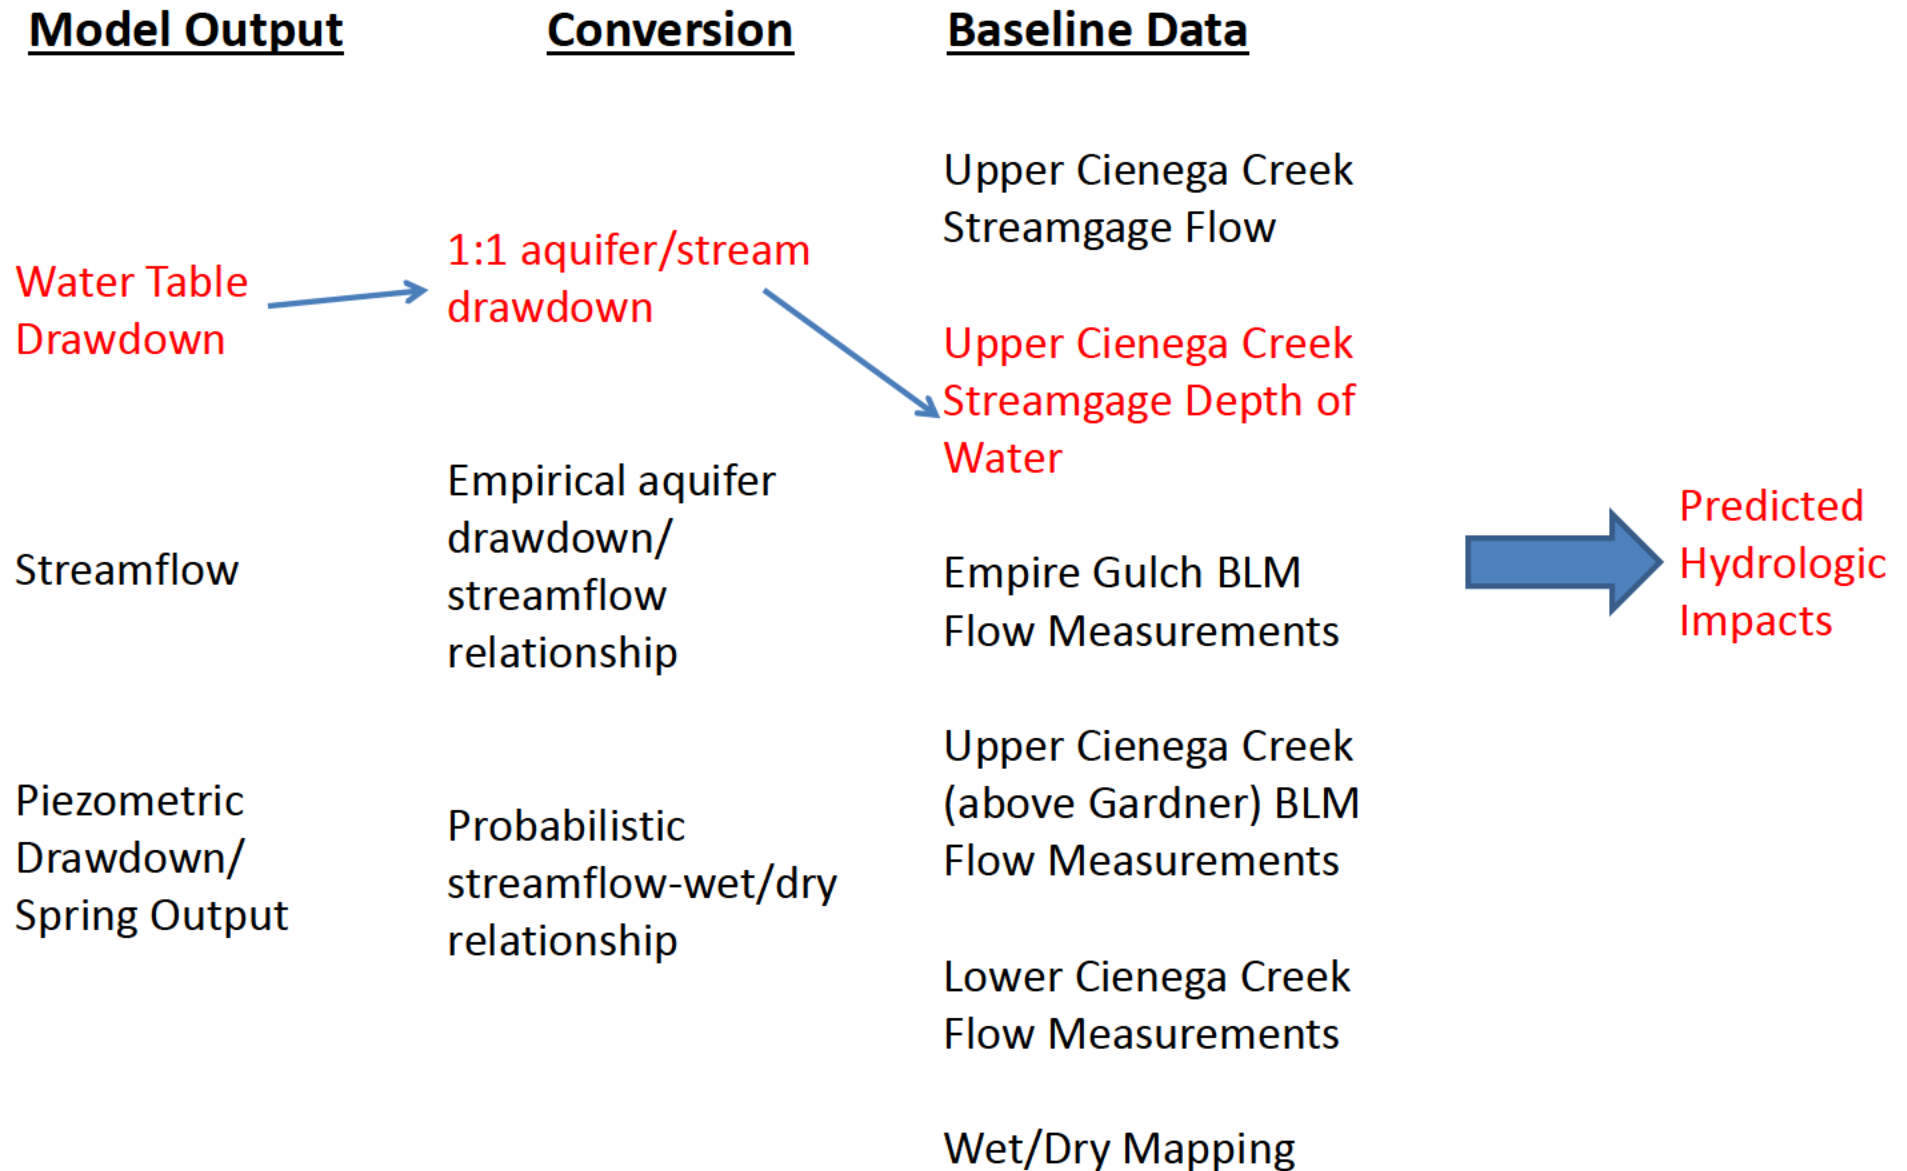 Model Output
Conversion
Baseline Data
Water Table
Drawdown
Streamflow
Piezometric
Drawdown/
Spring Output
1:1 aquifer/stream
drawdown
Empirical aquifer
drawdown/
streamflow
relationship
Probabilistic
streamflow-wet/dry
relationship
Upper Cienega Creek
Streamgage Flow
Upper Cienega Creek
Streamgage Depth of
Water
Empire Gulch BLM
Flow Measurements
Upper Cienega Creek
(above Gardner) BLM
Flow Measurements
Lower Cienega Creek
Flow Measurements
Wet/Dry Mapping
Predicted
Hydrologic
Impacts